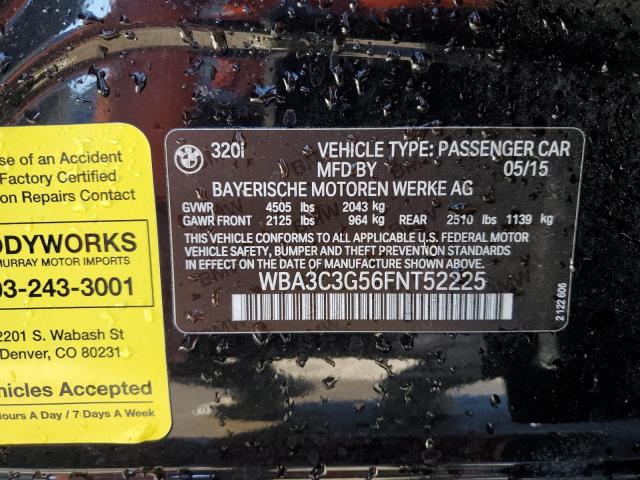 se of an Accident
Factory Certified
on Repairs Contact
ODYWORKS
MURRAY MOTOR IMPORTS
03-243-3001
2201 S. Wabash St
Denver, CO 80231
hicles Accepted
Hours A Day / 7 Days A Week
320i VEHICLE TYPE: PASSENGER CAR
MFD BY 05/15
BAYERISCHE MOTOREN WERKE AG
GVWR 4505 lbs 2043 kg
GAWR FRONT 2125 lbs 964 kg REAR 2510 lbs 1139 kg
THIS VEHICLE CONFORMS TO ALL APPLICABLE U.S. FEDERAL MOTOR
VEHICLE SAFETY, BUMPER AND THEFT PREVENTION STANDARDS
IN EFFECT ON THE DATE OF MANUFACTURE SHOWN ABOVE.
WBA3C3G56FNT52225
2 122 606